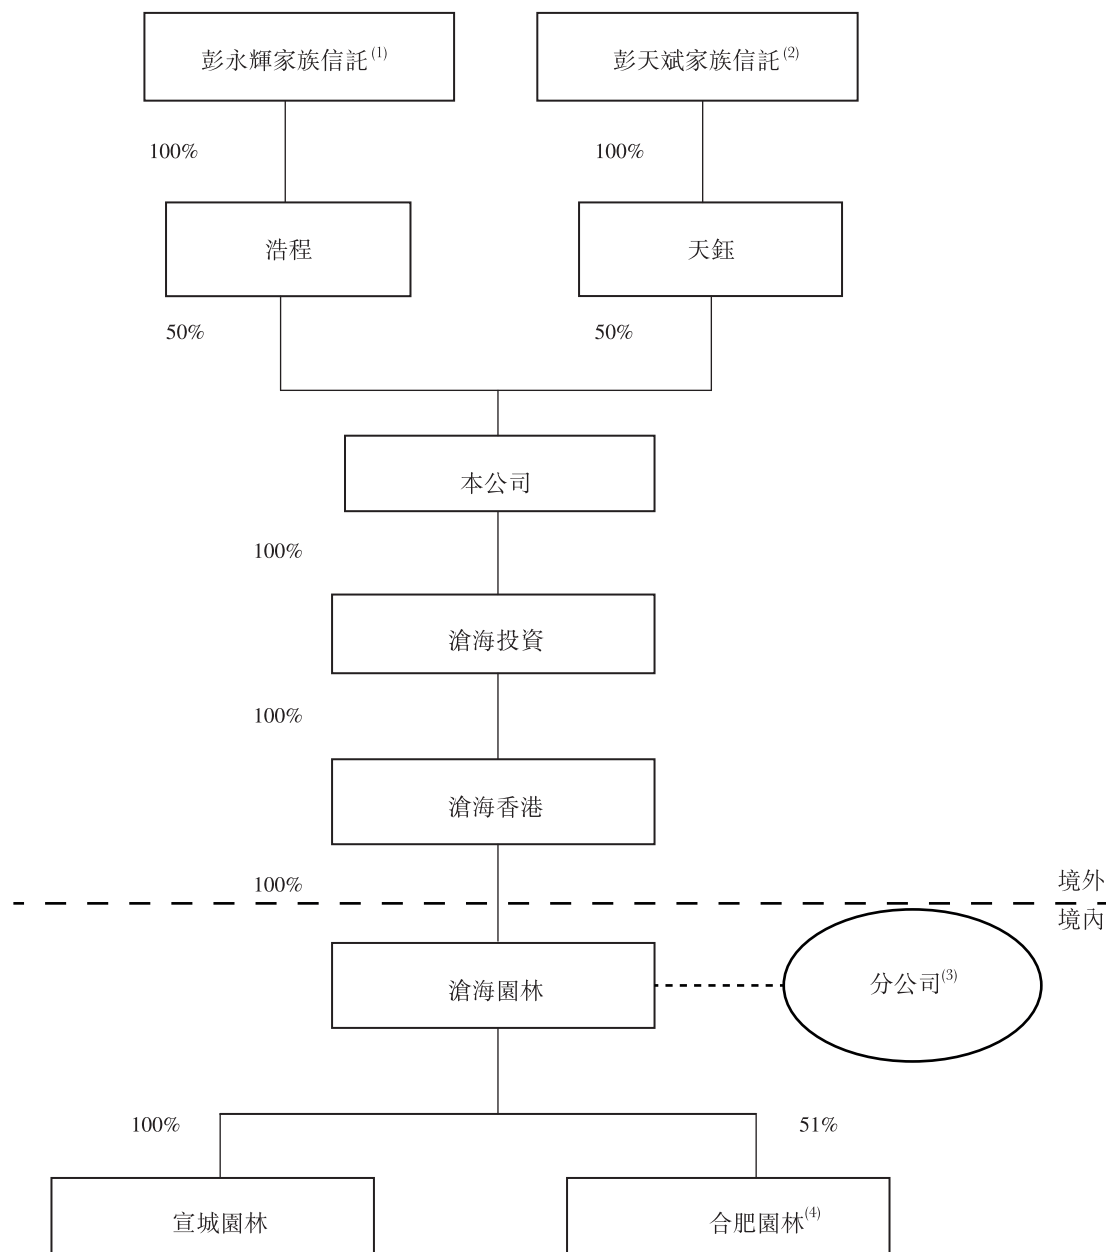 彭永輝家族信託(1)
彭天斌家族信託(2)
100%
100%
浩程
天鈺
50%
50%
本公司
100%
滄海投資
100%
滄海香港
100%
境外
境內
滄海園林
分公司(3)
100%
51%
宣城園林
合肥園林(4)